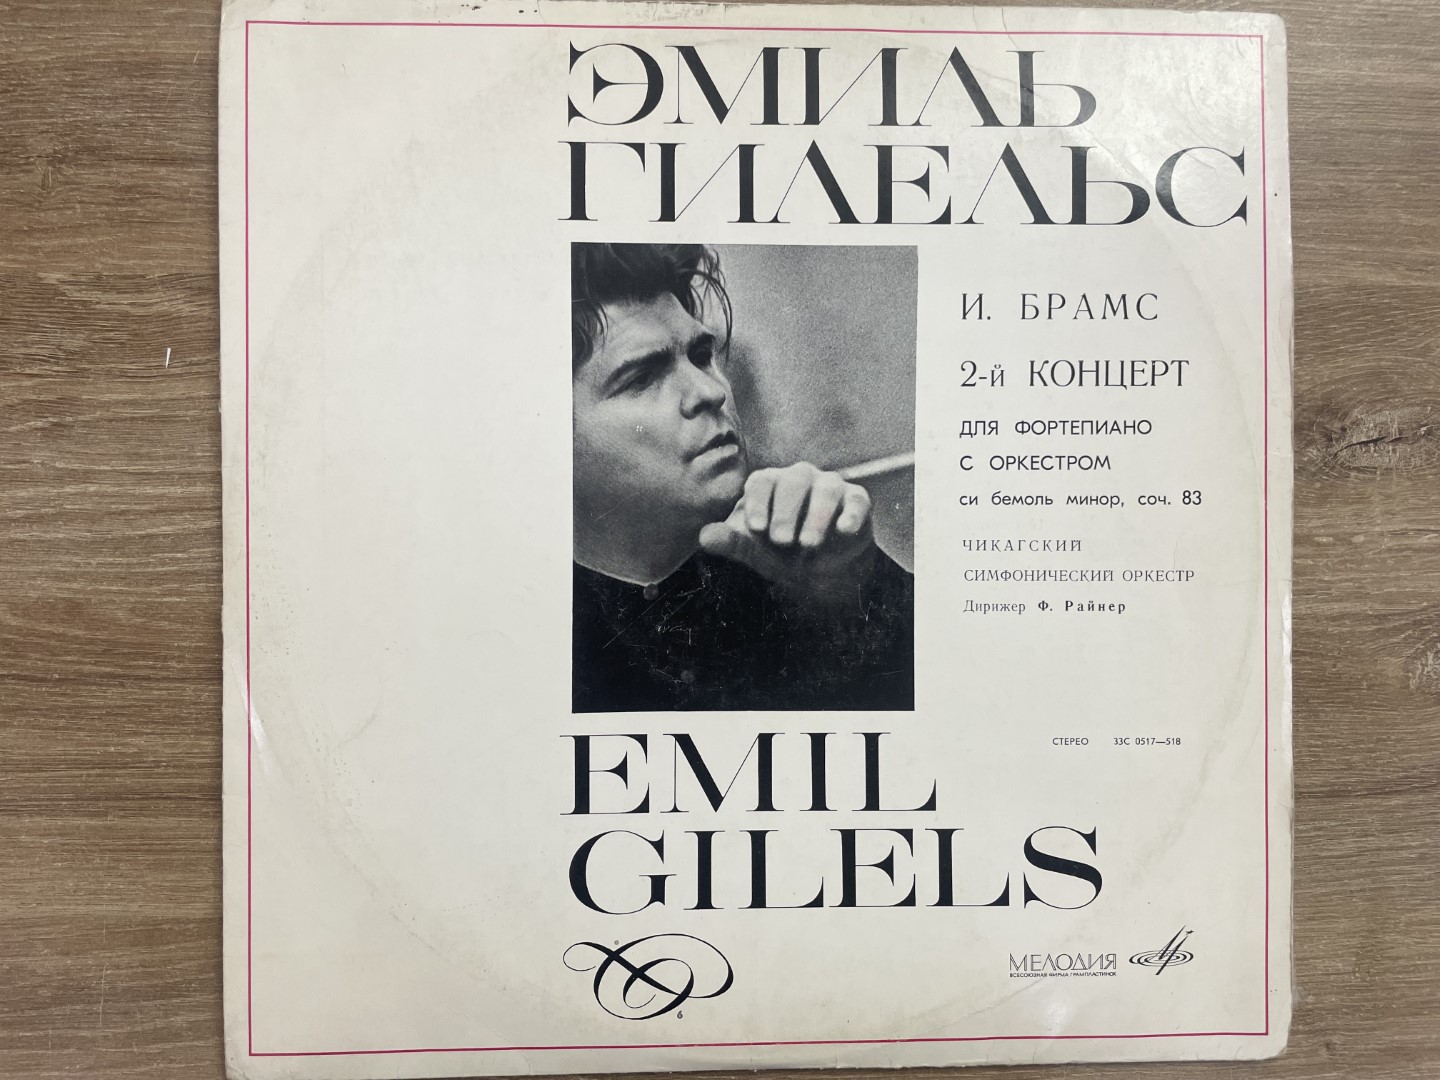 ЭМИЛЬ
ГИЛЕЛЬС
И. БРАМС
2-й КОНЦЕРТ
ДЛЯ ФОРТЕПИАНО
С ОРКЕСТРОМ
си бемоль минор, соч. 83
ЧИКАГСКИЙ
СИМФОНИЧЕСКИЙ ОРКЕСТР
Дирижер Ф. Райнер
СТЕРЕО 33С 0517—518
EMIL
GILELS
МЕЛОДИЯ
ВСЕСОЮЗНАЯ ФИРМА ГРАМПЛАСТИНОК
6